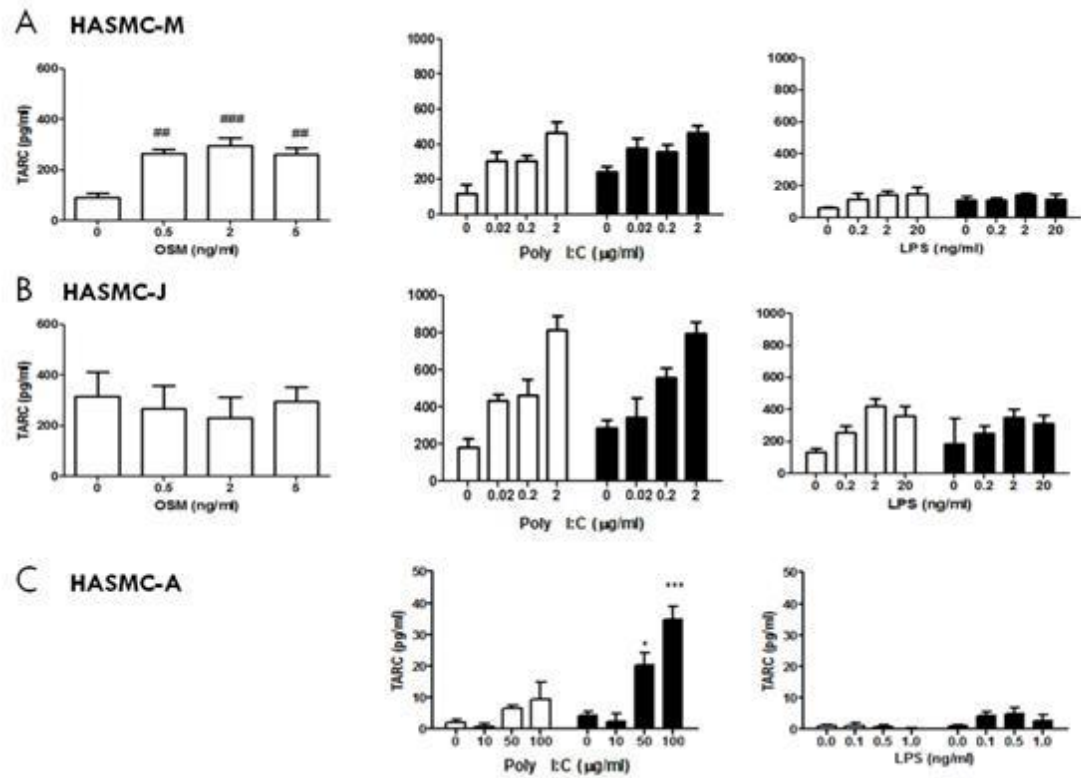 A HASMC-M
TARC (pg/ml)
600
400
200
0
## ### ##
0 0.5 2 5
OSM (ng/ml)
1000
800
600
400
200
0
0 0.02 0.2 2 0 0.02 0.2 2
Poly I:C (µg/ml)
1000
800
600
400
200
0
0 0.2 2 20 0 0.2 2 20
LPS (ng/ml)
B HASMC-J
TARC (pg/ml)
600
400
200
0
0 0.5 2 5
OSM (ng/ml)
1000
800
600
400
200
0
0 0.02 0.2 2 0 0.02 0.2 2
Poly I:C (µg/ml)
1000
800
600
400
200
0
0 0.2 2 20 0 0.2 2 20
LPS (ng/ml)
C HASMC-A
TARC (pg/ml)
50
40
30
20
10
0
* ***
0 10 50 100 0 10 50 100
Poly I:C (µg/ml)
TARC (pg/ml)
50
40
30
20
10
0
0.0 0.1 0.5 1.0 0.0 0.1 0.5 1.0
LPS (ng/ml)